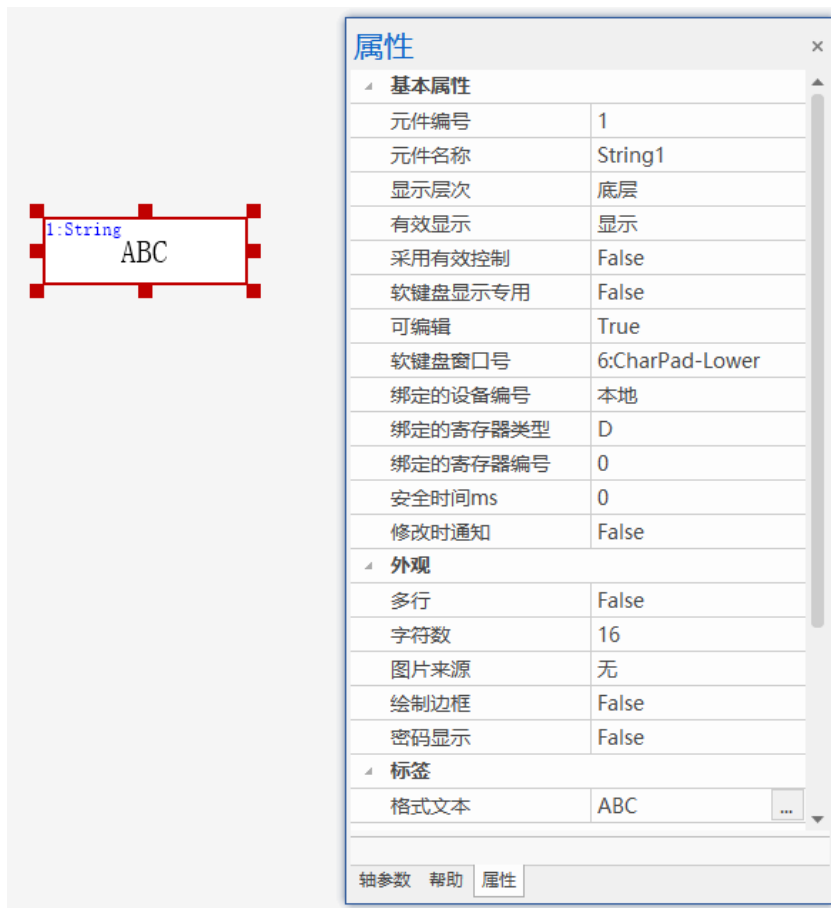 1:String
ABC
属性
基本属性
元件编号 1
元件名称 String1
显示层次 底层
有效显示 显示
采用有效控制 False
软键盘显示专用 False
可编辑 True
软键盘窗口号 6:CharPad-Lower
绑定的设备编号 本地
绑定的寄存器类型 D
绑定的寄存器编号 0
安全时间ms 0
修改时通知 False
外观
多行 False
字符数 16
图片来源 无
绘制边框 False
密码显示 False
标签
格式文本 ABC ...
轴参数 帮助 属性